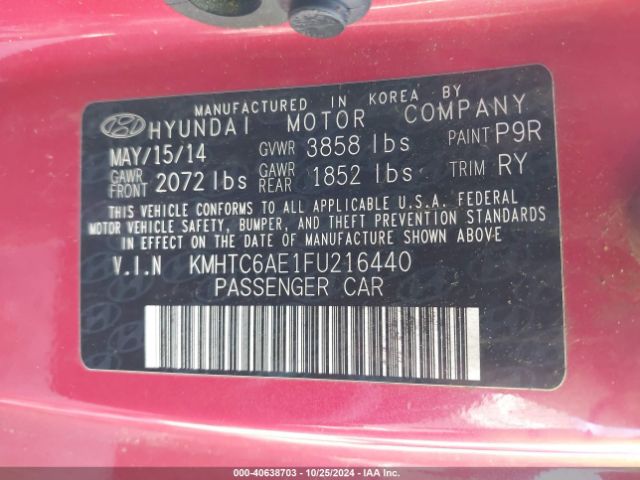 MANUFACTURED IN KOREA BY
HYUNDAI MOTOR COMPANY
MAY/15/14 GVWR 3858 lbs PAINT P9R
GAWR FRONT 2072 lbs GAWR REAR 1852 lbs TRIM RY
THIS VEHICLE CONFORMS TO ALL APPLICABLE U.S.A. FEDERAL
MOTOR VEHICLE SAFETY, BUMPER, AND THEFT PREVENTION STANDARDS
IN EFFECT ON THE DATE OF MANUFACTURE SHOWN ABOVE
V.I.N KMHTC6AE1FU216440
PASSENGER CAR
000-40638703 - 10/25/2024 - IAA Inc.